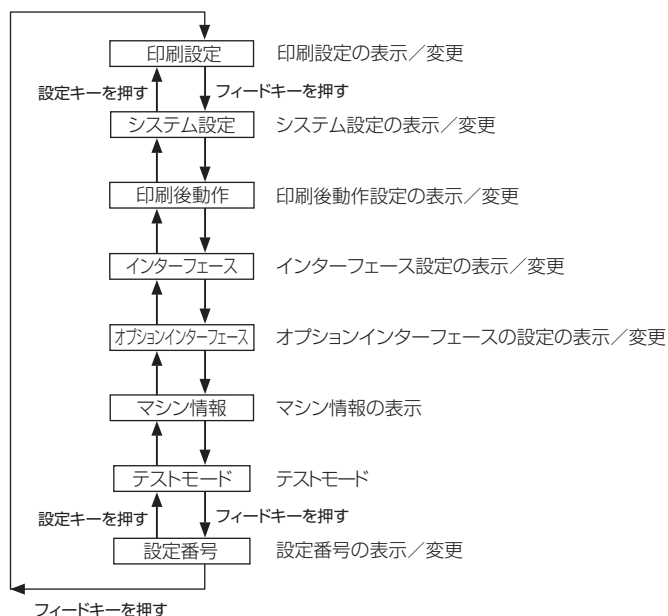 印刷設定 印刷設定の表示／変更
設定キーを押す フィードキーを押す
システム設定 システム設定の表示／変更
印刷後動作 印刷後動作設定の表示／変更
インターフェース インターフェース設定の表示／変更
オプションインターフェース オプションインターフェースの設定の表示／変更
マシン情報 マシン情報の表示
テストモード テストモード
設定キーを押す フィードキーを押す
設定番号 設定番号の表示／変更
フィードキーを押す